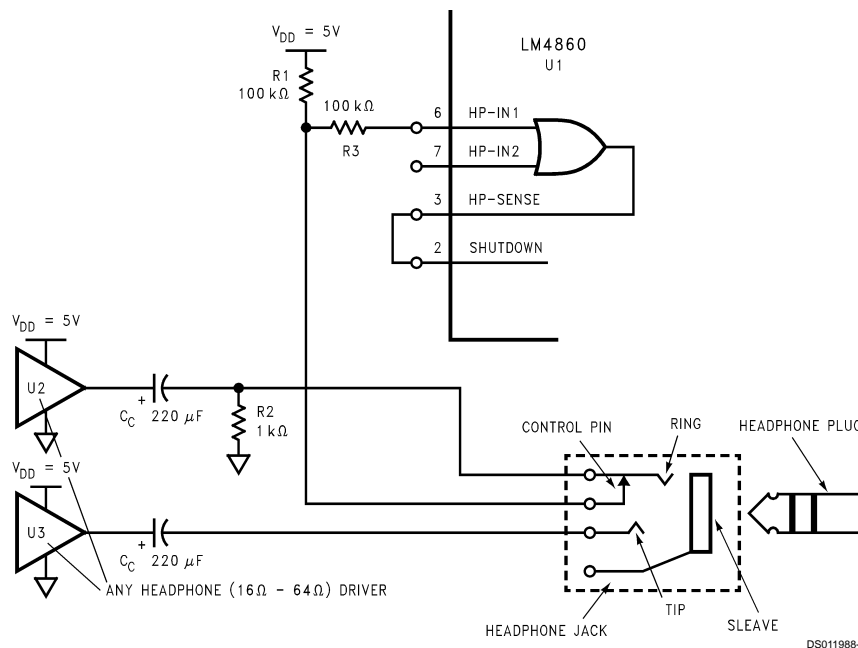 V_DD = 5V
LM4860
U1
R1
100 kΩ
100 kΩ
R3
6 HP-IN1
7 HP-IN2
3 HP-SENSE
2 SHUTDOWN
V_DD = 5V
U2
+
C_C 220 µF
R2
1 kΩ
V_DD = 5V
U3
+
C_C 220 µF
ANY HEADPHONE (16Ω - 64Ω) DRIVER
CONTROL PIN
RING
HEADPHONE PLUG
TIP
SLEAVE
HEADPHONE JACK
DS011988-